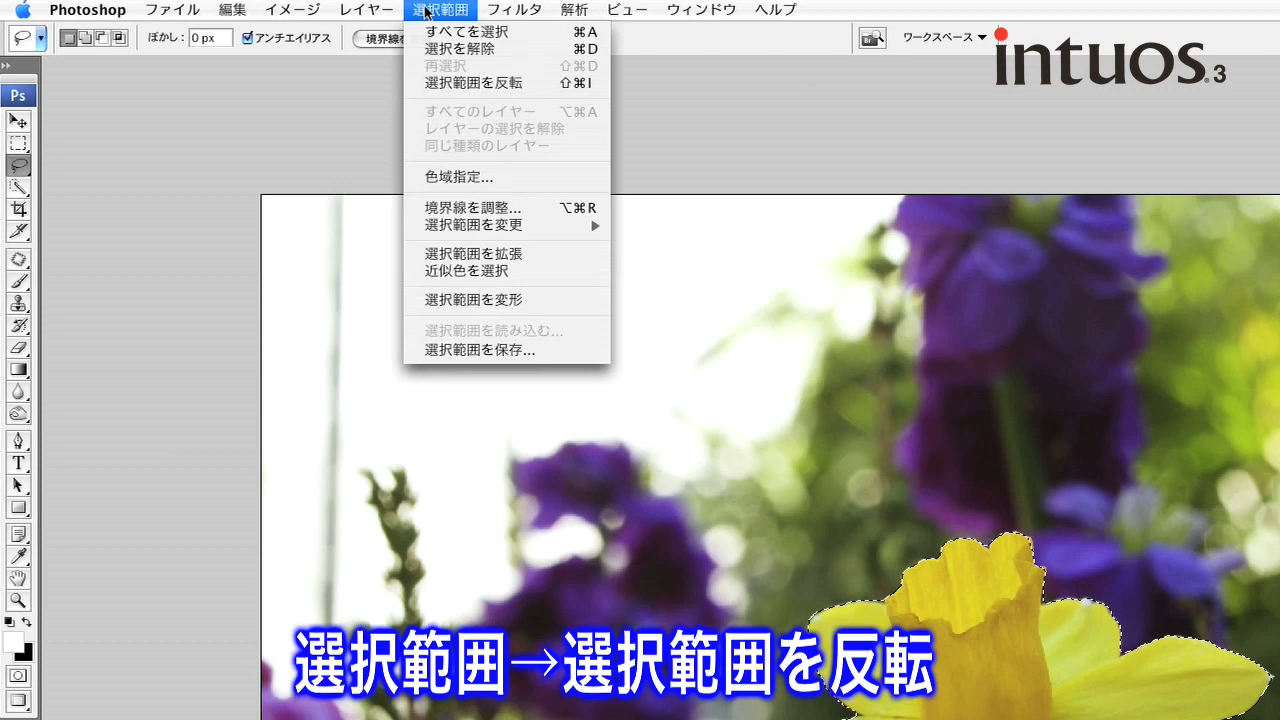 Photoshop ファイル 編集 イメージ レイヤー 選択範囲 フィルタ 解析 ビュー ウィンドウ ヘルプ
ぼかし: 0 px アンチエイリアス 境界線を
Br ワークスペース
intuos.3
Ps
すべてを選択 ⌘A
選択を解除 ⌘D
再選択 ⇧⌘D
選択範囲を反転 ⇧⌘I
すべてのレイヤー ⌥⌘A
レイヤーの選択を解除
同じ種類のレイヤー
色域指定...
境界線を調整... ⌥⌘R
選択範囲を変更
選択範囲を拡張
近似色を選択
選択範囲を変形
選択範囲を読み込む...
選択範囲を保存...
T
選択範囲→選択範囲を反転